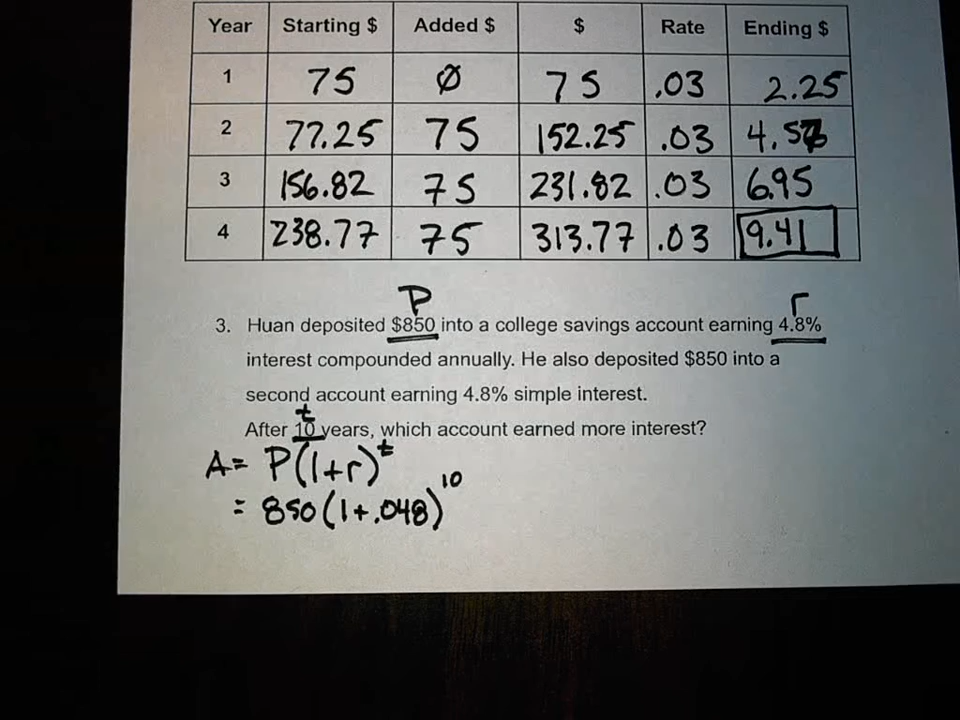 Year Starting $ Added $ $ Rate Ending $
1 75 Ø 75 .03 2.25
2 77.25 75 152.25 .03
3 156.82 75 231.82 .03 6.95
4 238.77 75 313.77 .03 9.41
P r
3. Huan deposited $850 into a college savings account earning 4.8%
interest compounded annually. He also deposited $850 into a
second account earning 4.8% simple interest.
t
After 10 years, which account earned more interest?
A= P(1+r)^t
= 850(1+.048)^10